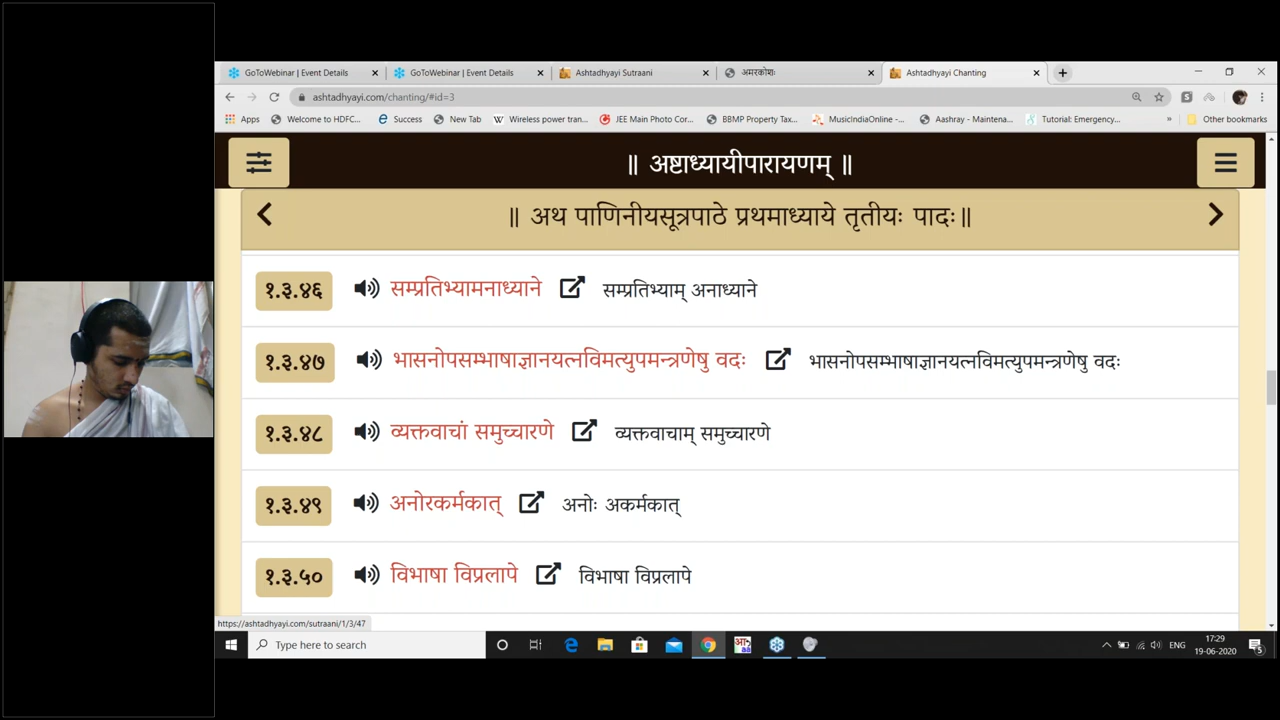 GoToWebinar | Event Details
GoToWebinar | Event Details
Ashtadhyayi Sutraani
अमरकोशः
Ashtadhyayi Chanting
ashtadhyayi.com/chanting/#id=3
Apps
Welcome to HDFC...
Success
New Tab
Wireless power tran...
JEE Main Photo Cor...
BBMP Property Tax...
MusicIndiaOnline -...
Aashray - Maintena...
Tutorial: Emergency...
»
Other bookmarks
॥ अष्टाध्यायीपारायणम् ॥
॥ अथ पाणिनीयसूत्रपाठे प्रथमाध्याये तृतीयः पादः॥
१.३.४६ सम्प्रतिभ्यामनाध्याने सम्प्रतिभ्याम् अनाध्याने
१.३.४७ भासनोपसम्भाषाज्ञानयत्नविमत्युपमन्त्रणेषु वदः भासनोपसम्भाषाज्ञानयत्नविमत्युपमन्त्रणेषु वदः
१.३.४८ व्यक्तवाचां समुच्चारणे व्यक्तवाचाम् समुच्चारणे
१.३.४९ अनोरकर्मकात् अनोः अकर्मकात्
१.३.५० विभाषा विप्रलापे विभाषा विप्रलापे
https://ashtadhyayi.com/sutraani/1/3/47
Type here to search
ENG
17:29
19-06-2020
5